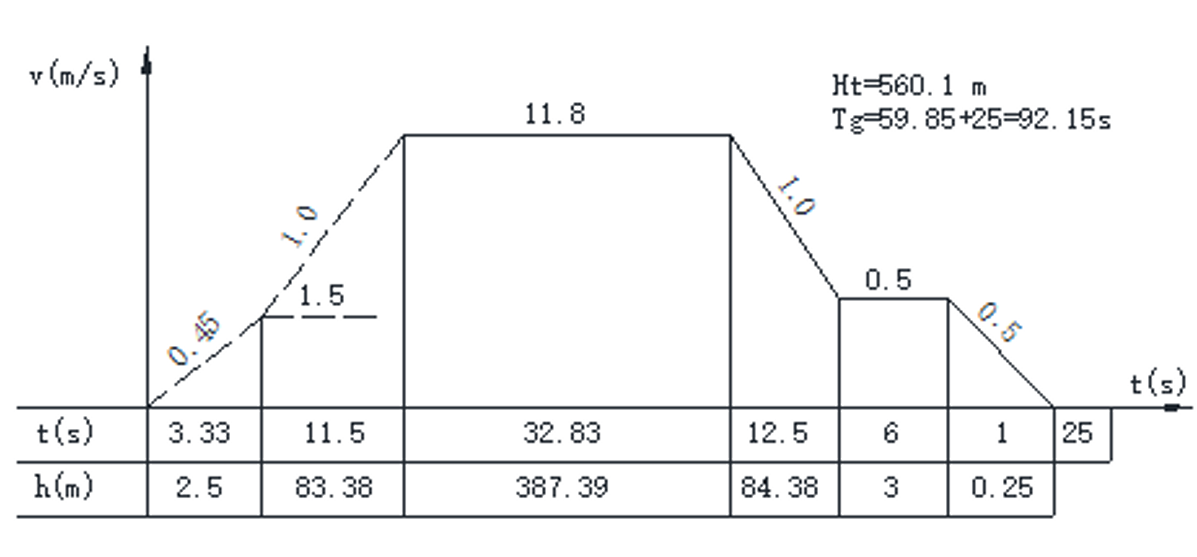 v(m/s)
Ht=560.1 m
Tg=59.85+25=92.15s
11.8
1.0
1.0
1.5
0.5
0.45
0.5
t(s)
t(s) 3.33 11.5 32.83 12.5 6 1 25
h(m) 2.5 83.38 387.39 84.38 3 0.25